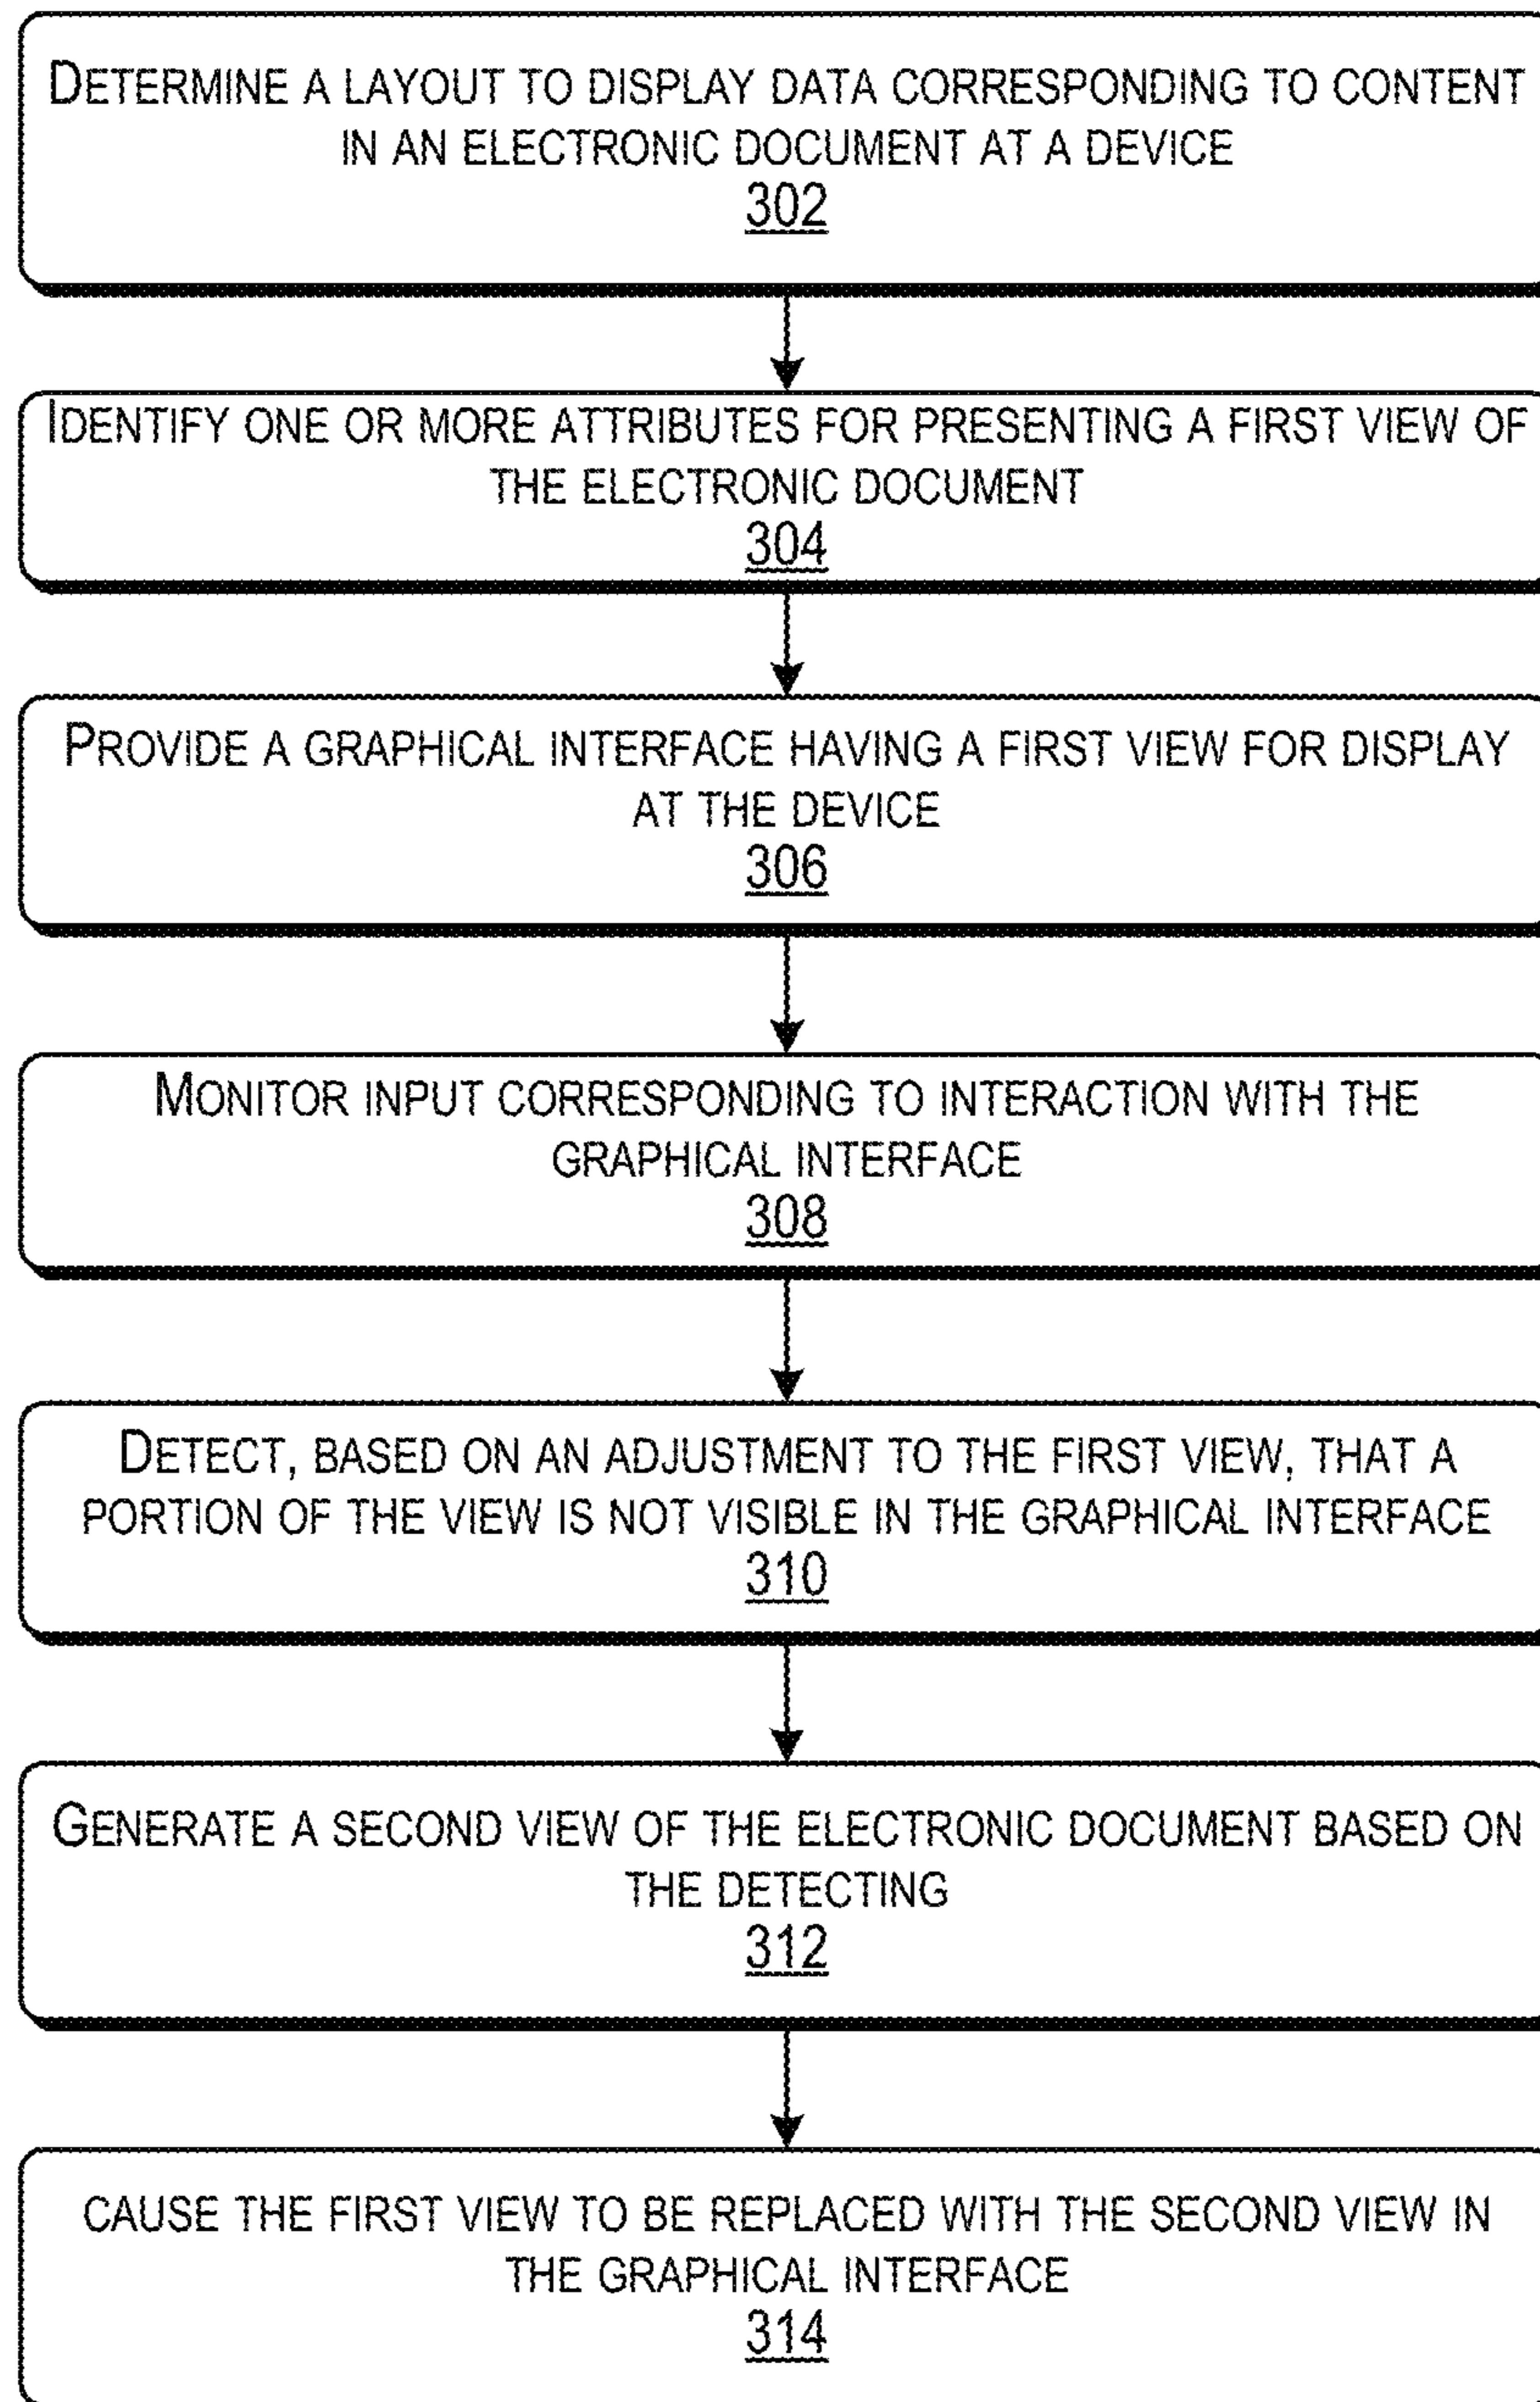 DETERMINE A LAYOUT TO DISPLAY DATA CORRESPONDING TO CONTENT
IN AN ELECTRONIC DOCUMENT AT A DEVICE
302
IDENTIFY ONE OR MORE ATTRIBUTES FOR PRESENTING A FIRST VIEW OF
THE ELECTRONIC DOCUMENT
304
PROVIDE A GRAPHICAL INTERFACE HAVING A FIRST VIEW FOR DISPLAY
AT THE DEVICE
306
MONITOR INPUT CORRESPONDING TO INTERACTION WITH THE
GRAPHICAL INTERFACE
308
DETECT, BASED ON AN ADJUSTMENT TO THE FIRST VIEW, THAT A
PORTION OF THE VIEW IS NOT VISIBLE IN THE GRAPHICAL INTERFACE
310
GENERATE A SECOND VIEW OF THE ELECTRONIC DOCUMENT BASED ON
THE DETECTING
312
CAUSE THE FIRST VIEW TO BE REPLACED WITH THE SECOND VIEW IN
THE GRAPHICAL INTERFACE
314